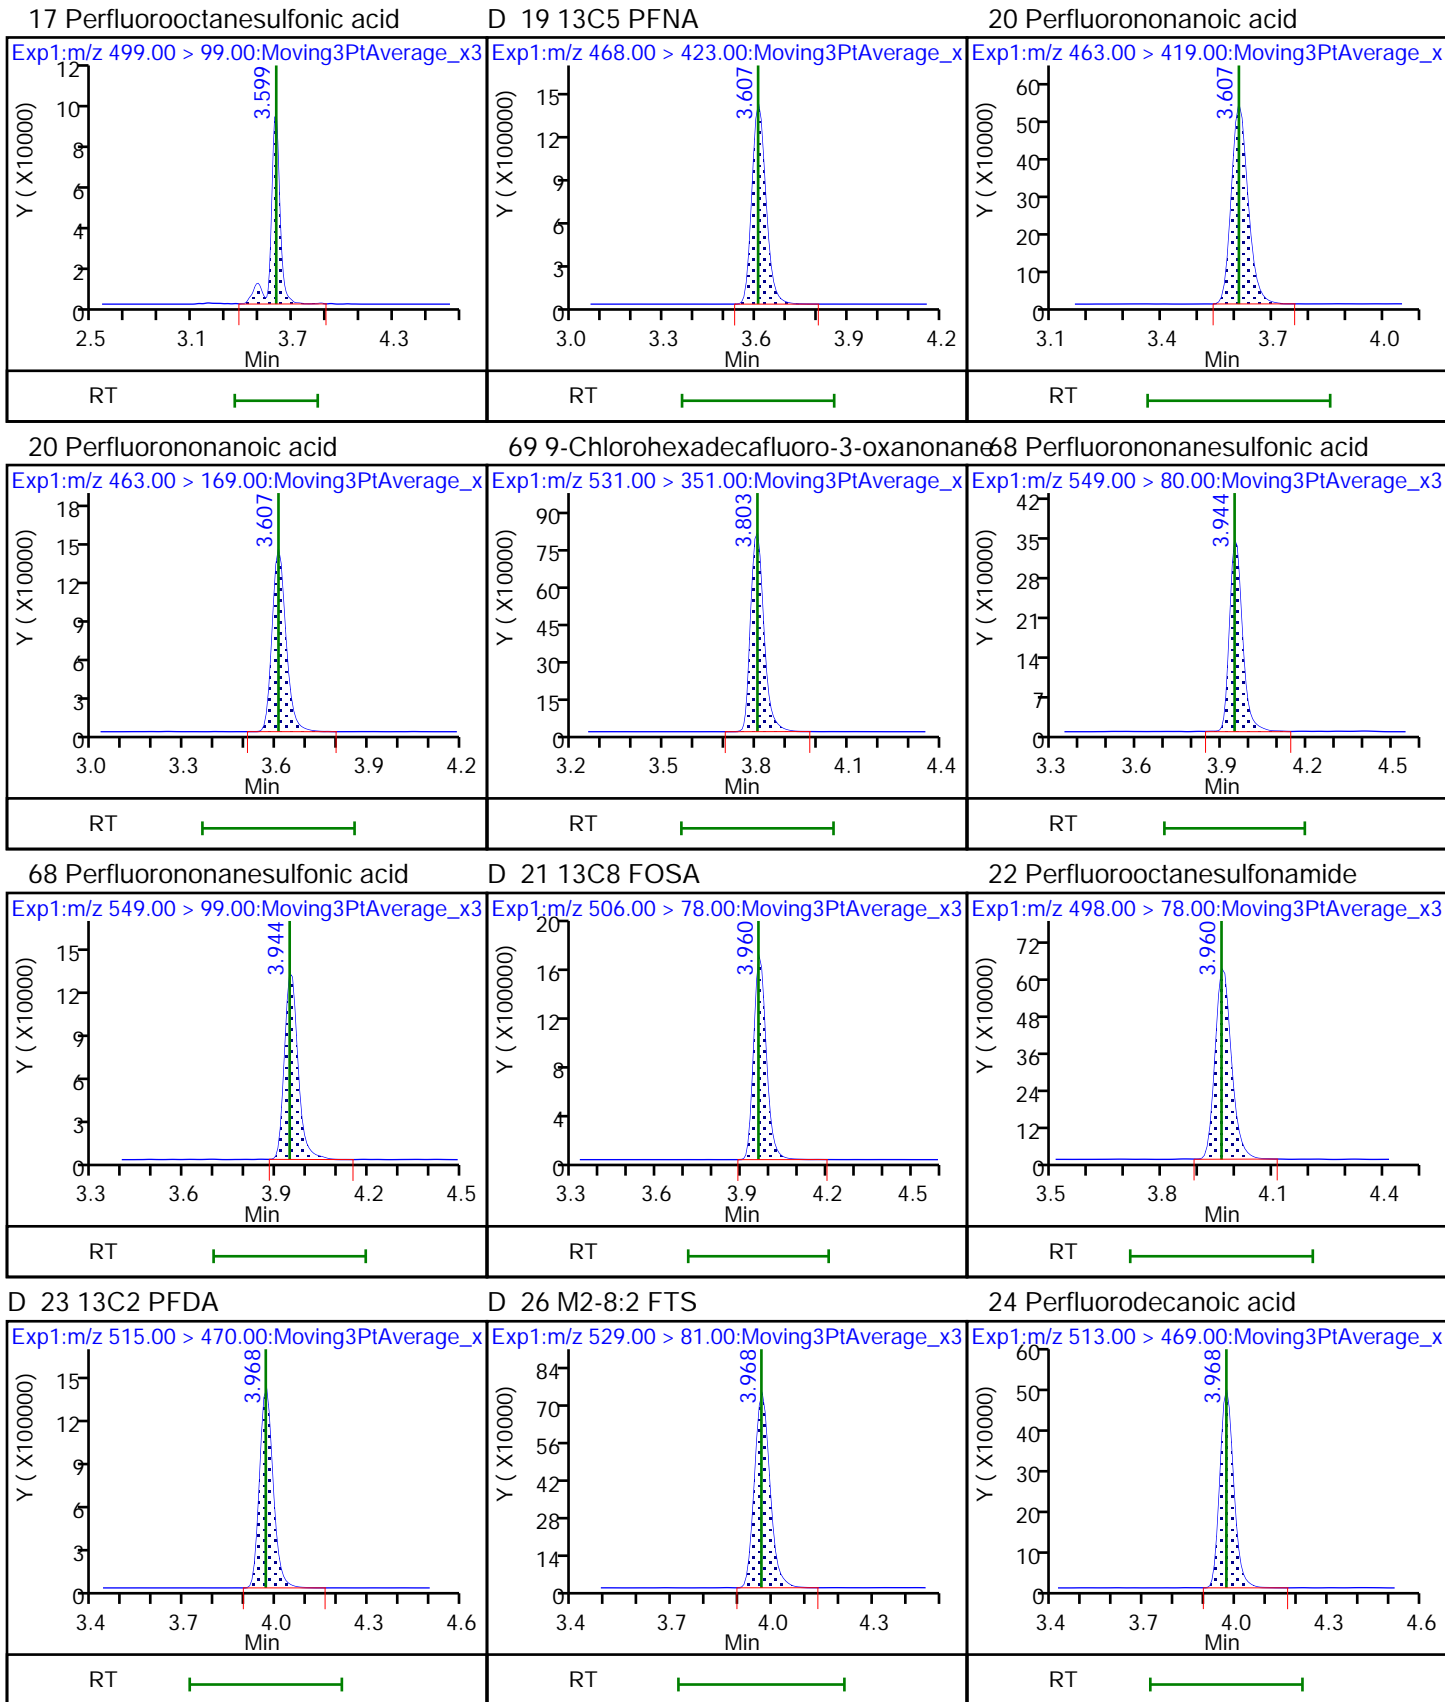 17 Perfluorooctanesulfonic acid
Exp1:m/z 499.00 > 99.00:Moving3PtAverage_x3
Y ( X10000)
12
10
8
6
4
2
0
3.599
2.5 3.1 3.7 4.3
Min
RT
D 19 13C5 PFNA
Exp1:m/z 468.00 > 423.00:Moving3PtAverage_x
Y ( X100000)
15
12
9
6
3
0
3.607
3.0 3.3 3.6 3.9 4.2
Min
RT
20 Perfluorononanoic acid
Exp1:m/z 463.00 > 419.00:Moving3PtAverage_x
Y ( X10000)
60
50
40
30
20
10
0
3.607
3.1 3.4 3.7 4.0
Min
RT
20 Perfluorononanoic acid
Exp1:m/z 463.00 > 169.00:Moving3PtAverage_x
Y ( X10000)
18
15
12
9
6
3
0
3.607
3.0 3.3 3.6 3.9 4.2
Min
RT
69 9-Chlorohexadecafluoro-3-oxanonane
Exp1:m/z 531.00 > 351.00:Moving3PtAverage_x
Y ( X10000)
90
75
60
45
30
15
0
3.803
3.2 3.5 3.8 4.1 4.4
Min
RT
68 Perfluorononanesulfonic acid
Exp1:m/z 549.00 > 80.00:Moving3PtAverage_x3
Y ( X10000)
42
35
28
21
14
7
0
3.944
3.3 3.6 3.9 4.2 4.5
Min
RT
68 Perfluorononanesulfonic acid
Exp1:m/z 549.00 > 99.00:Moving3PtAverage_x3
Y ( X10000)
15
12
9
6
3
0
3.944
3.3 3.6 3.9 4.2 4.5
Min
RT
D 21 13C8 FOSA
Exp1:m/z 506.00 > 78.00:Moving3PtAverage_x3
Y ( X100000)
20
16
12
8
4
0
3.960
3.3 3.6 3.9 4.2 4.5
Min
RT
22 Perfluorooctanesulfonamide
Exp1:m/z 498.00 > 78.00:Moving3PtAverage_x3
Y ( X10000)
72
60
48
36
24
12
0
3.960
3.5 3.8 4.1 4.4
Min
RT
D 23 13C2 PFDA
Exp1:m/z 515.00 > 470.00:Moving3PtAverage_x
Y ( X100000)
15
12
9
6
3
0
3.968
3.4 3.7 4.0 4.3 4.6
Min
RT
D 26 M2-8:2 FTS
Exp1:m/z 529.00 > 81.00:Moving3PtAverage_x3
Y ( X10000)
84
70
56
42
28
14
0
3.968
3.4 3.7 4.0 4.3
Min
RT
24 Perfluorodecanoic acid
Exp1:m/z 513.00 > 469.00:Moving3PtAverage_x
Y ( X10000)
60
50
40
30
20
10
0
3.968
3.4 3.7 4.0 4.3 4.6
Min
RT